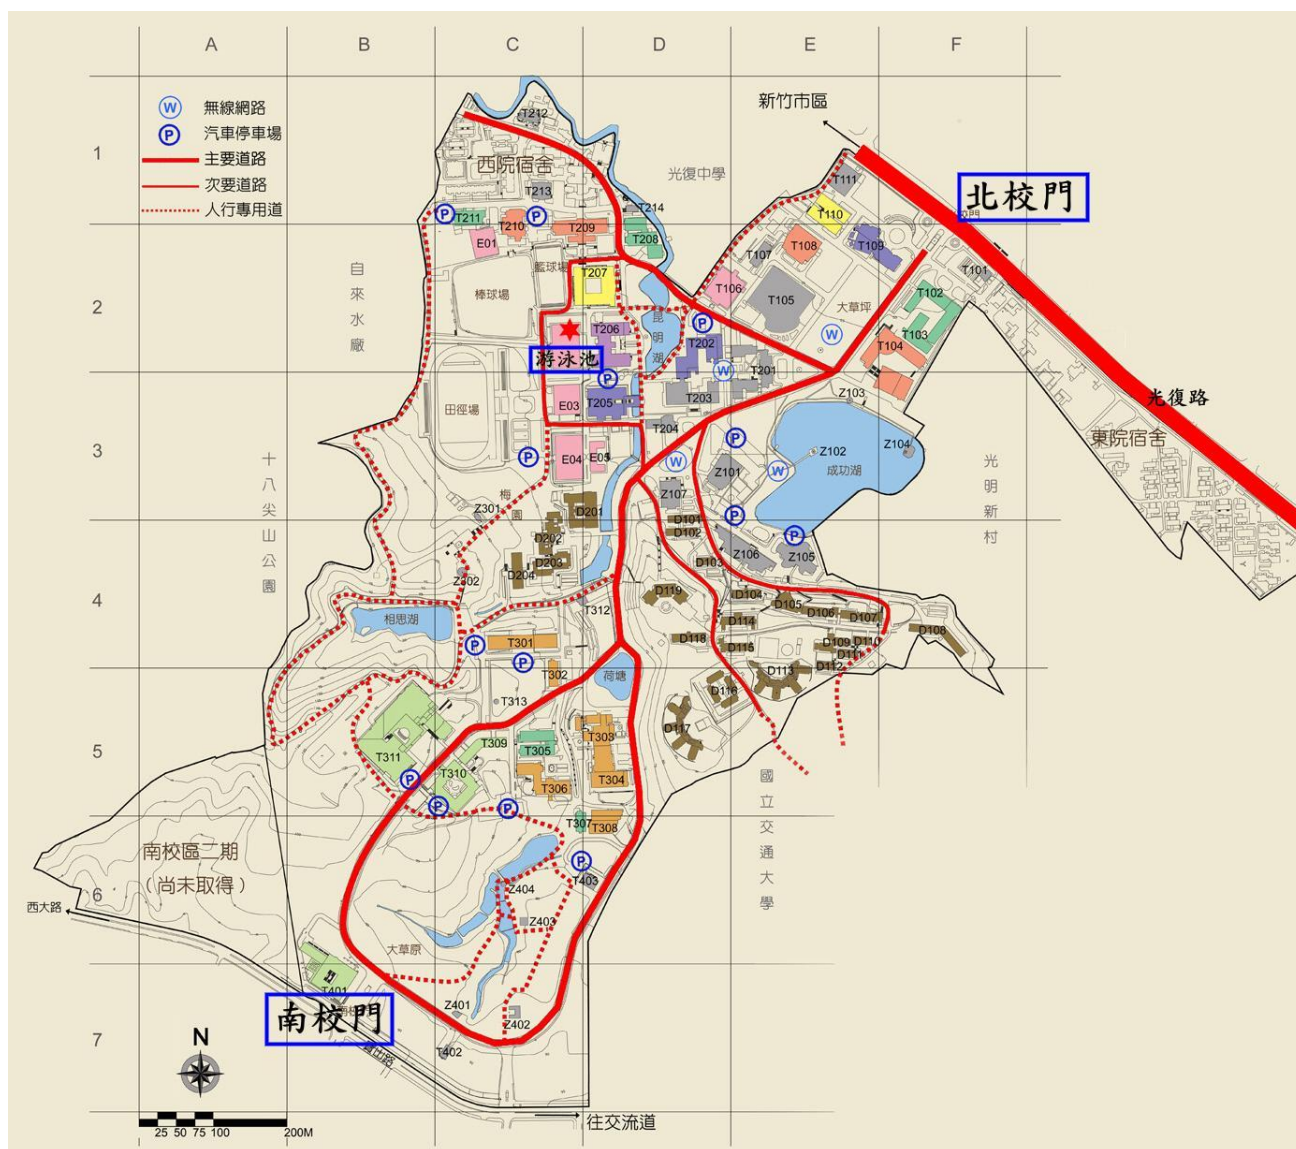 A B C D E F
1
2
3
4
5
6
7
無線網路
汽車停車場
主要道路
次要道路
人行專用道
W
P
新竹市區
北校門
光復中學
西院宿舍
T212
T213
T214
T111
T110
T211
T210
T209
T208
T109
T108
T107
T101
E01
籃球場
T207
T106
T105
大草坪
T102
T103
T104
棒球場
自來水廠
昆明湖
T206
T202
T201
游泳池
P
W
田徑場
E03
T205
T203
Z103
T204
光復路
東院宿舍
E04
E05
Z101
Z102
Z104
成功湖
光明新村
十八尖山公園
梅園
Z301
D201
Z107
D101
D102
D202
D203
D204
Z106
Z105
D103
Z302
D119
D104
D105
D106
D107
相思湖
T312
D114
D118
D115
D109
D110
D111
D112
D108
T301
T302
荷塘
D113
D116
D117
T313
T311
T309
T305
T303
T310
T306
T304
國立交通大學
T307
T308
南校區二期
（尚未取得）
西大路
T403
Z404
Z403
大草原
T401
南校門
Z401
Z402
T402
寶山路
N
往交流道
25 50 75 100 200M